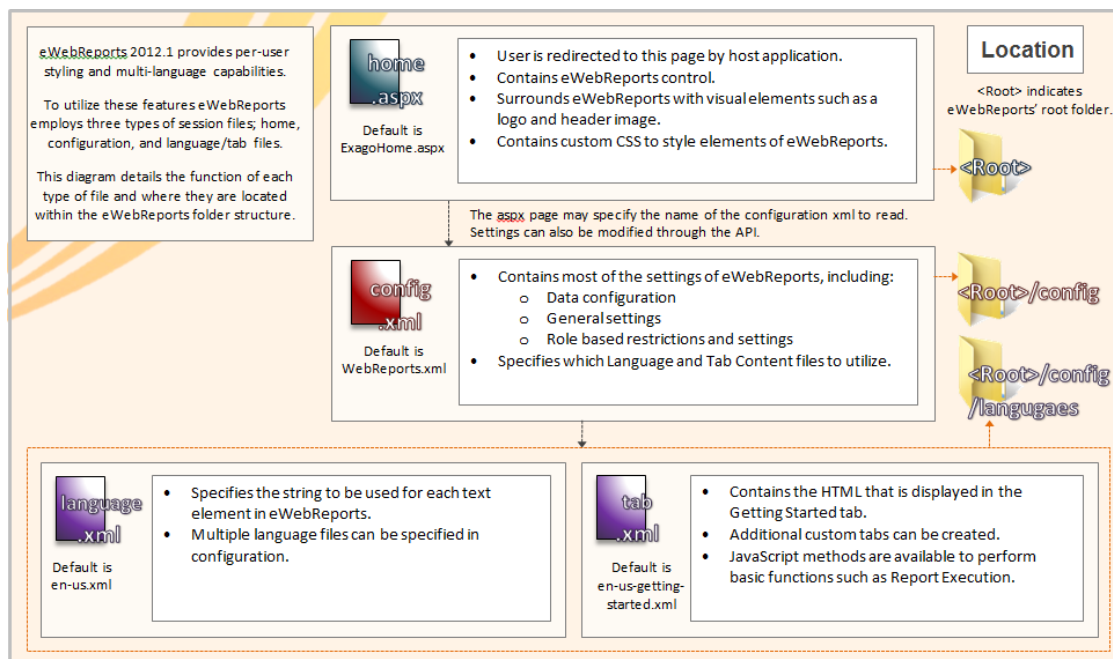 eWebReports 2012.1 provides per-user
styling and multi-language capabilities.
To utilize these features eWebReports
employs three types of session files; home,
configuration, and language/tab files.
This diagram details the function of each
type of file and where they are located
within the eWebReports folder structure.
home
.aspx
Default is
ExagoHome.aspx
• User is redirected to this page by host application.
• Contains eWebReports control.
• Surrounds eWebReports with visual elements such as a
logo and header image.
• Contains custom CSS to style elements of eWebReports.
Location
<Root> indicates
eWebReports' root folder.
<Root>
The aspx page may specify the name of the configuration xml to read.
Settings can also be modified through the API.
config
.xml
Default is
WebReports.xml
• Contains most of the settings of eWebReports, including:
o Data configuration
o General settings
o Role based restrictions and settings
• Specifies which Language and Tab Content files to utilize.
<Root>/config
<Root>/config
/langugaes
language
.xml
Default is
en-us.xml
• Specifies the string to be used for each text
element in eWebReports.
• Multiple language files can be specified in
configuration.
tab
.xml
Default is
en-us-getting-
started.xml
• Contains the HTML that is displayed in the
Getting Started tab.
• Additional custom tabs can be created.
• JavaScript methods are available to perform
basic functions such as Report Execution.